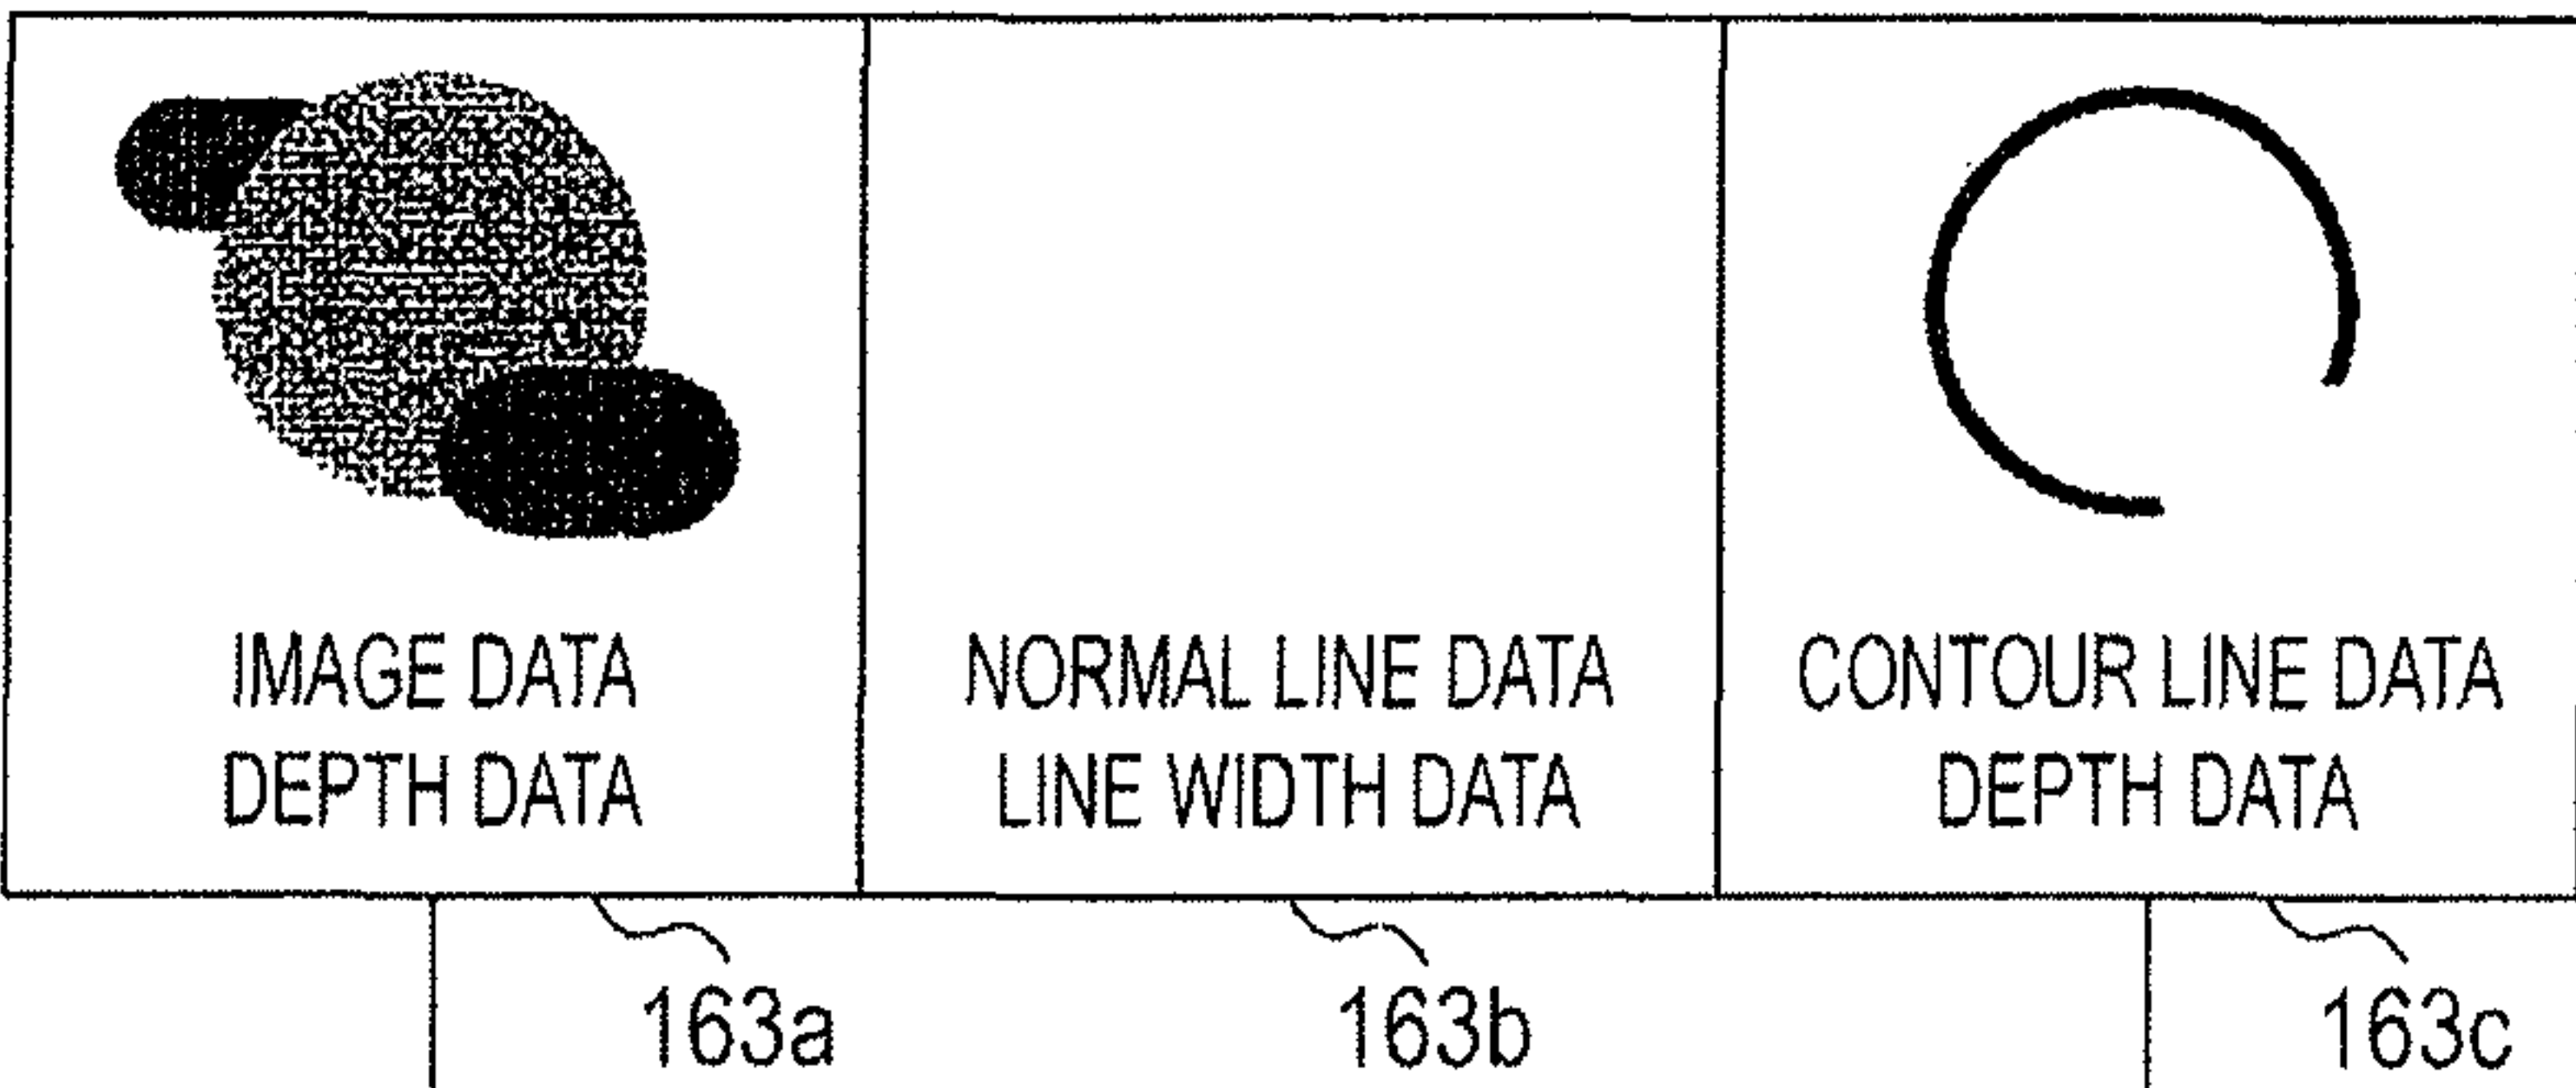 IMAGE DATA
DEPTH DATA
NORMAL LINE DATA
LINE WIDTH DATA
CONTOUR LINE DATA
DEPTH DATA
163a
163b
163c